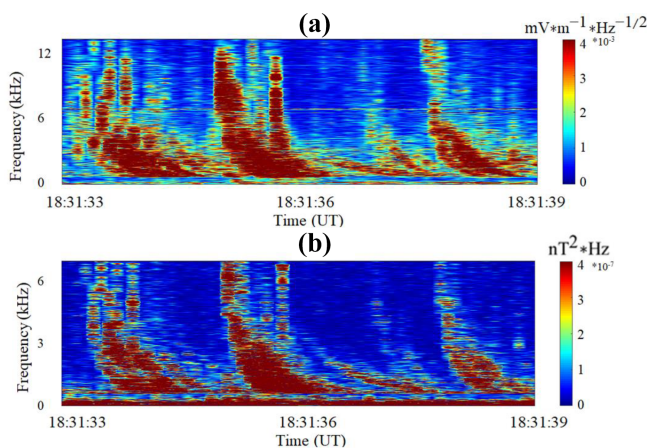 (a)
mV*m⁻¹*Hz⁻¹/²
Frequency (kHz)
12
6
0
18:31:33
18:31:36
18:31:39
Time (UT)
4 *10⁻³
3
2
1
0
(b)
nT²*Hz
Frequency (kHz)
6
3
0
18:31:33
18:31:36
18:31:39
Time (UT)
4 *10⁻⁷
3
2
1
0